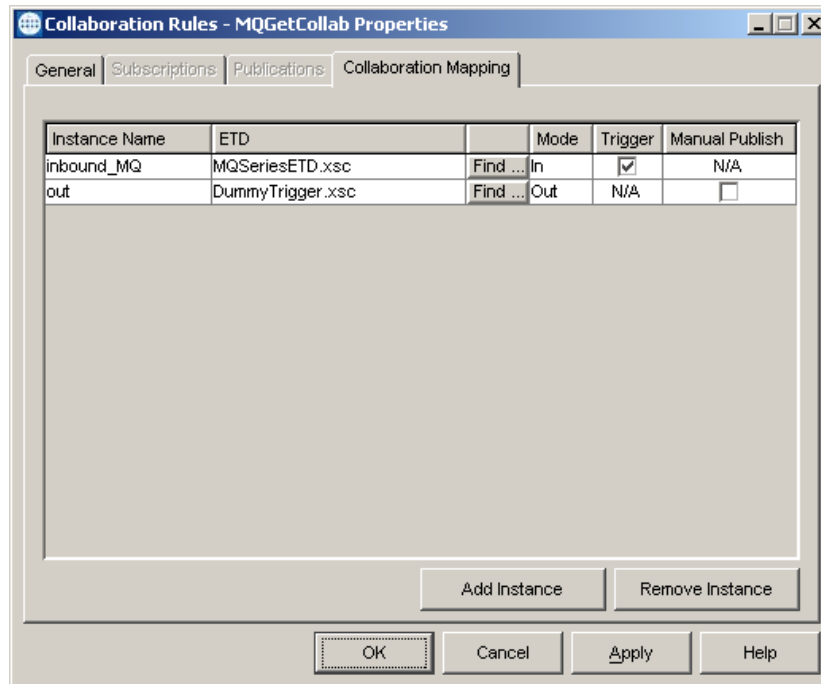 Collaboration Rules - MQGetCollab Properties
General Subscriptions Publications Collaboration Mapping
Instance Name ETD Mode Trigger Manual Publish
inbound_MQ MQSeriesETD.xsc Find ... In N/A
out DummyTrigger.xsc Find ... Out N/A
Add Instance Remove Instance
OK Cancel Apply Help